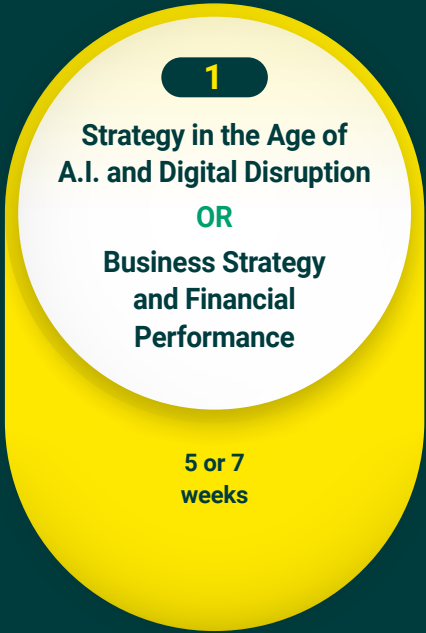 1
Strategy in the Age of
A.I. and Digital Disruption
OR
Business Strategy
and Financial
Performance
5 or 7
weeks